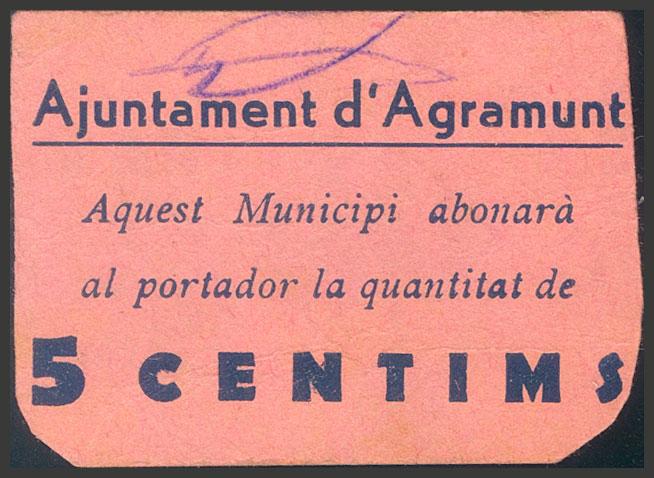 Ajuntament d'Agramunt
Aquest Municipi abonarà
al portador la quantitat de
5 CENTIMS